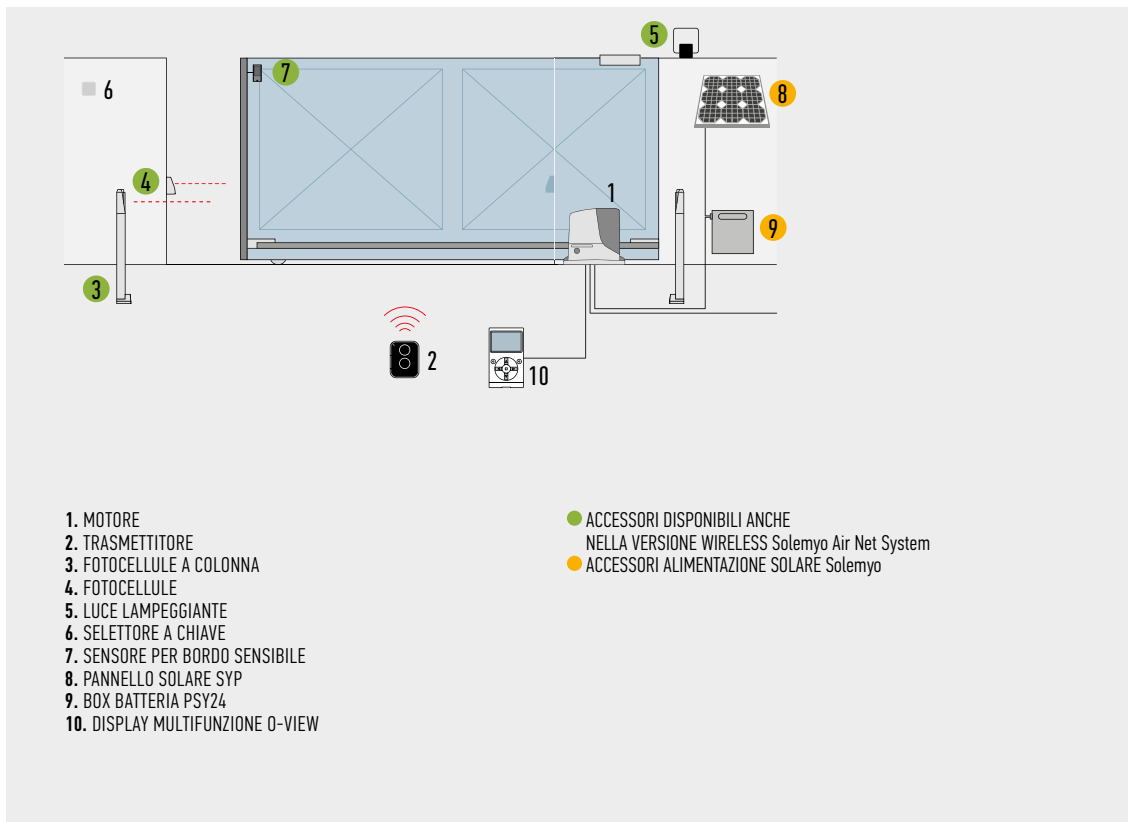 5
7
6
8
4
1
9
3
2
10
1. MOTORE
2. TRASMETTITORE
3. FOTOCELLULE A COLONNA
4. FOTOCELLULE
5. LUCE LAMPEGGIANTE
6. SELETTORE A CHIAVE
7. SENSORE PER BORDO SENSIBILE
8. PANNELLO SOLARE SYP
9. BOX BATTERIA PSY24
10. DISPLAY MULTIFUNZIONE O-VIEW
ACCESSORI DISPONIBILI ANCHE
NELLA VERSIONE WIRELESS Solemyo Air Net System
ACCESSORI ALIMENTAZIONE SOLARE Solemyo